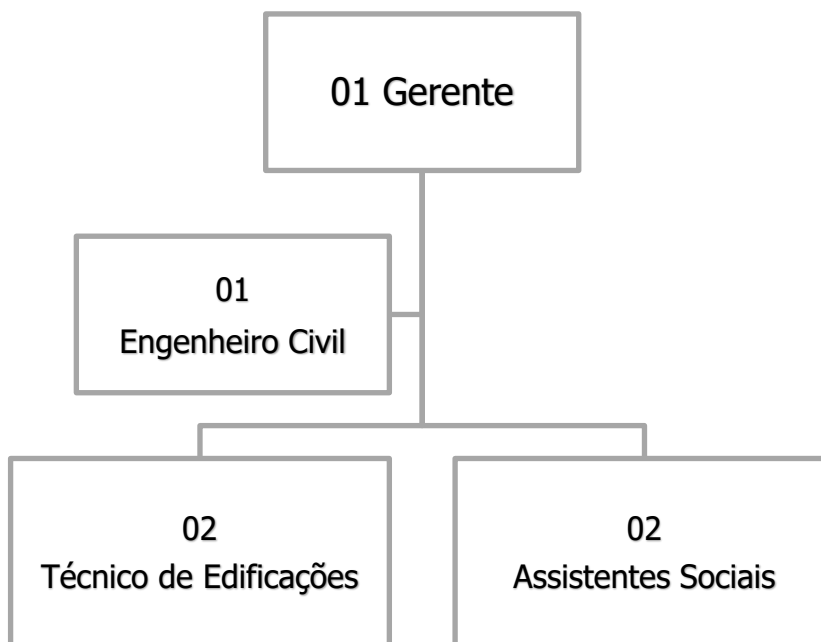 01 Gerente
01
Engenheiro Civil
02
Técnico de Edificações
02
Assistentes Sociais